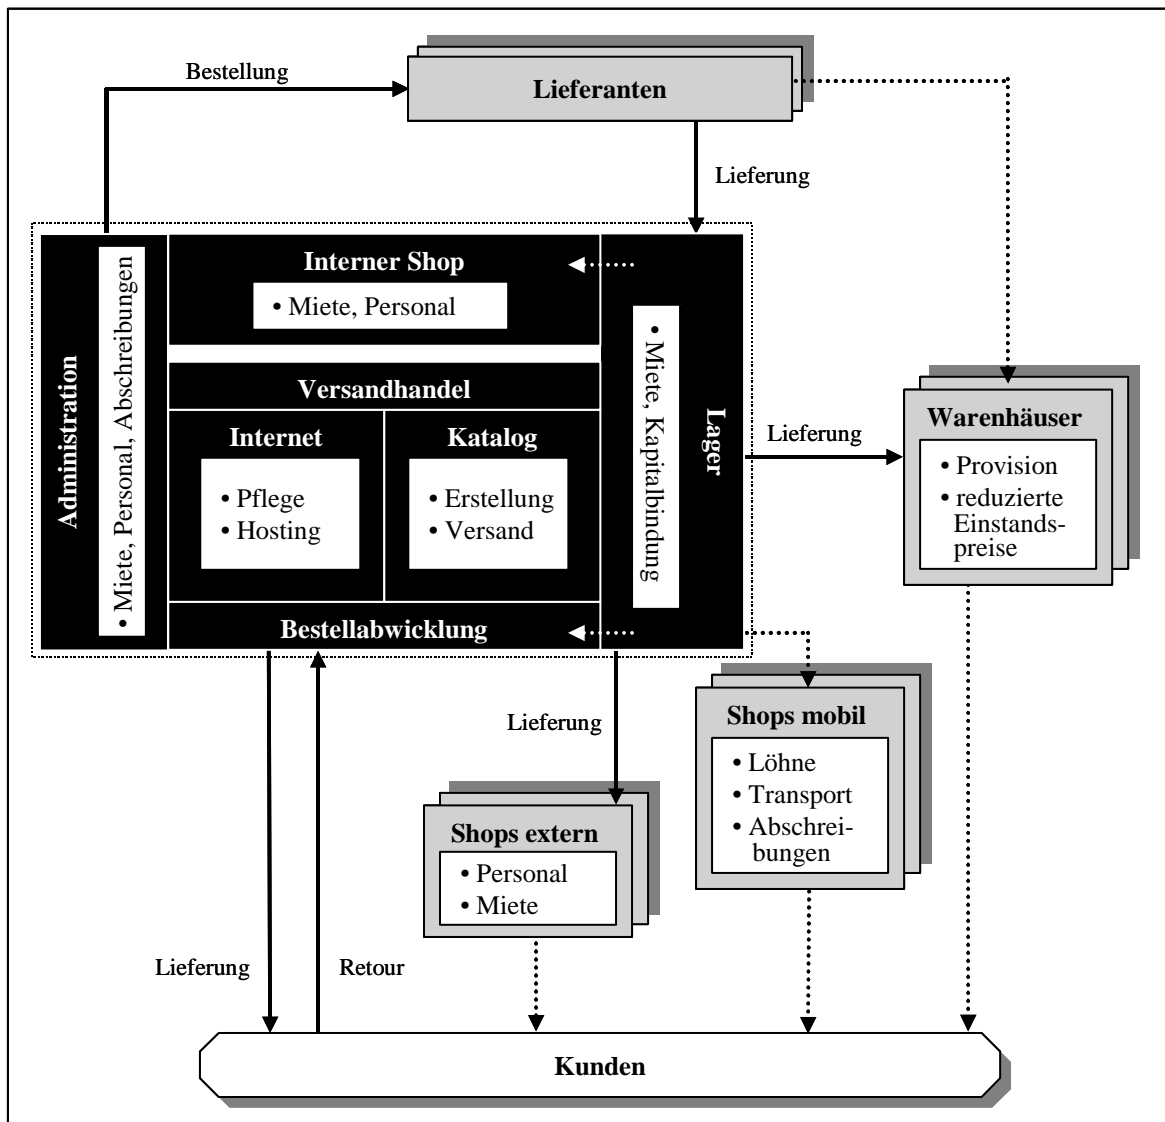 Bestellung
Lieferanten
Lieferung
Administration
• Miete, Personal, Abschreibungen
Interner Shop
• Miete, Personal
Versandhandel
Internet
• Pflege
• Hosting
Katalog
• Erstellung
• Versand
Bestellabwicklung
• Miete, Kapitalbindung
Lager
Lieferung
Warenhäuser
• Provision
• reduzierte
Einstands-
preise
Lieferung
Shops mobil
• Löhne
• Transport
• Abschrei-
bungen
Shops extern
• Personal
• Miete
Lieferung
Retour
Kunden